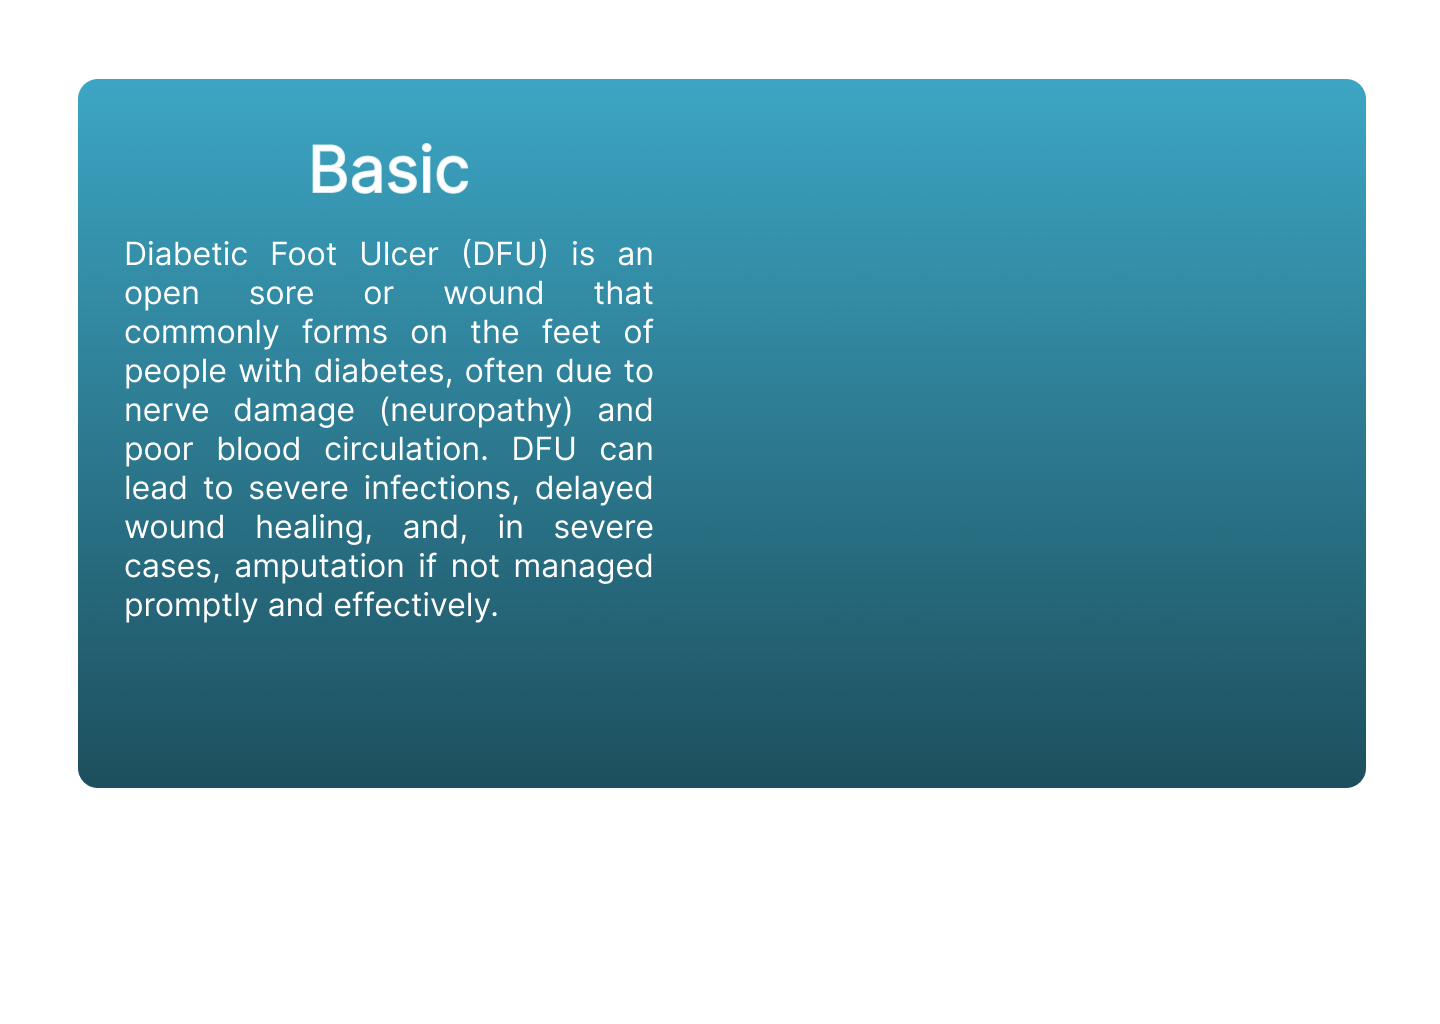 Basic
Diabetic Foot Ulcer (DFU) is an
open sore or wound that
commonly forms on the feet of
people with diabetes, often due to
nerve damage (neuropathy) and
poor blood circulation. DFU can
lead to severe infections, delayed
wound healing, and, in severe
cases, amputation if not managed
promptly and effectively.